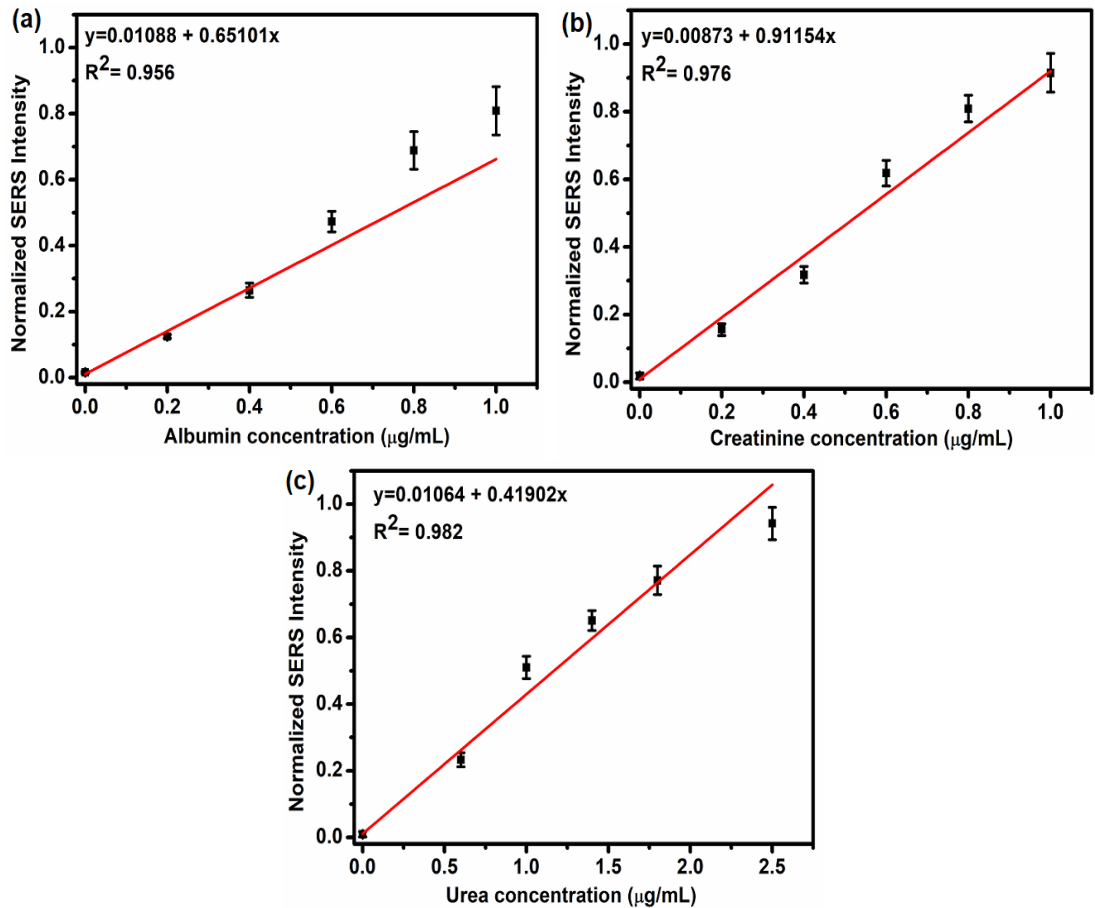 (a)
y=0.01088 + 0.65101x
R2= 0.956
1.0
0.8
0.6
0.4
0.2
0.0
Normalized SERS Intensity
0.0 0.2 0.4 0.6 0.8 1.0
Albumin concentration (μg/mL)
(b)
y=0.00873 + 0.91154x
R2= 0.976
1.0
0.8
0.6
0.4
0.2
0.0
Normalized SERS Intensity
0.0 0.2 0.4 0.6 0.8 1.0
Creatinine concentration (μg/mL)
(c)
y=0.01064 + 0.41902x
R2= 0.982
1.0
0.8
0.6
0.4
0.2
0.0
Normalized SERS Intensity
0.0 0.5 1.0 1.5 2.0 2.5
Urea concentration (μg/mL)